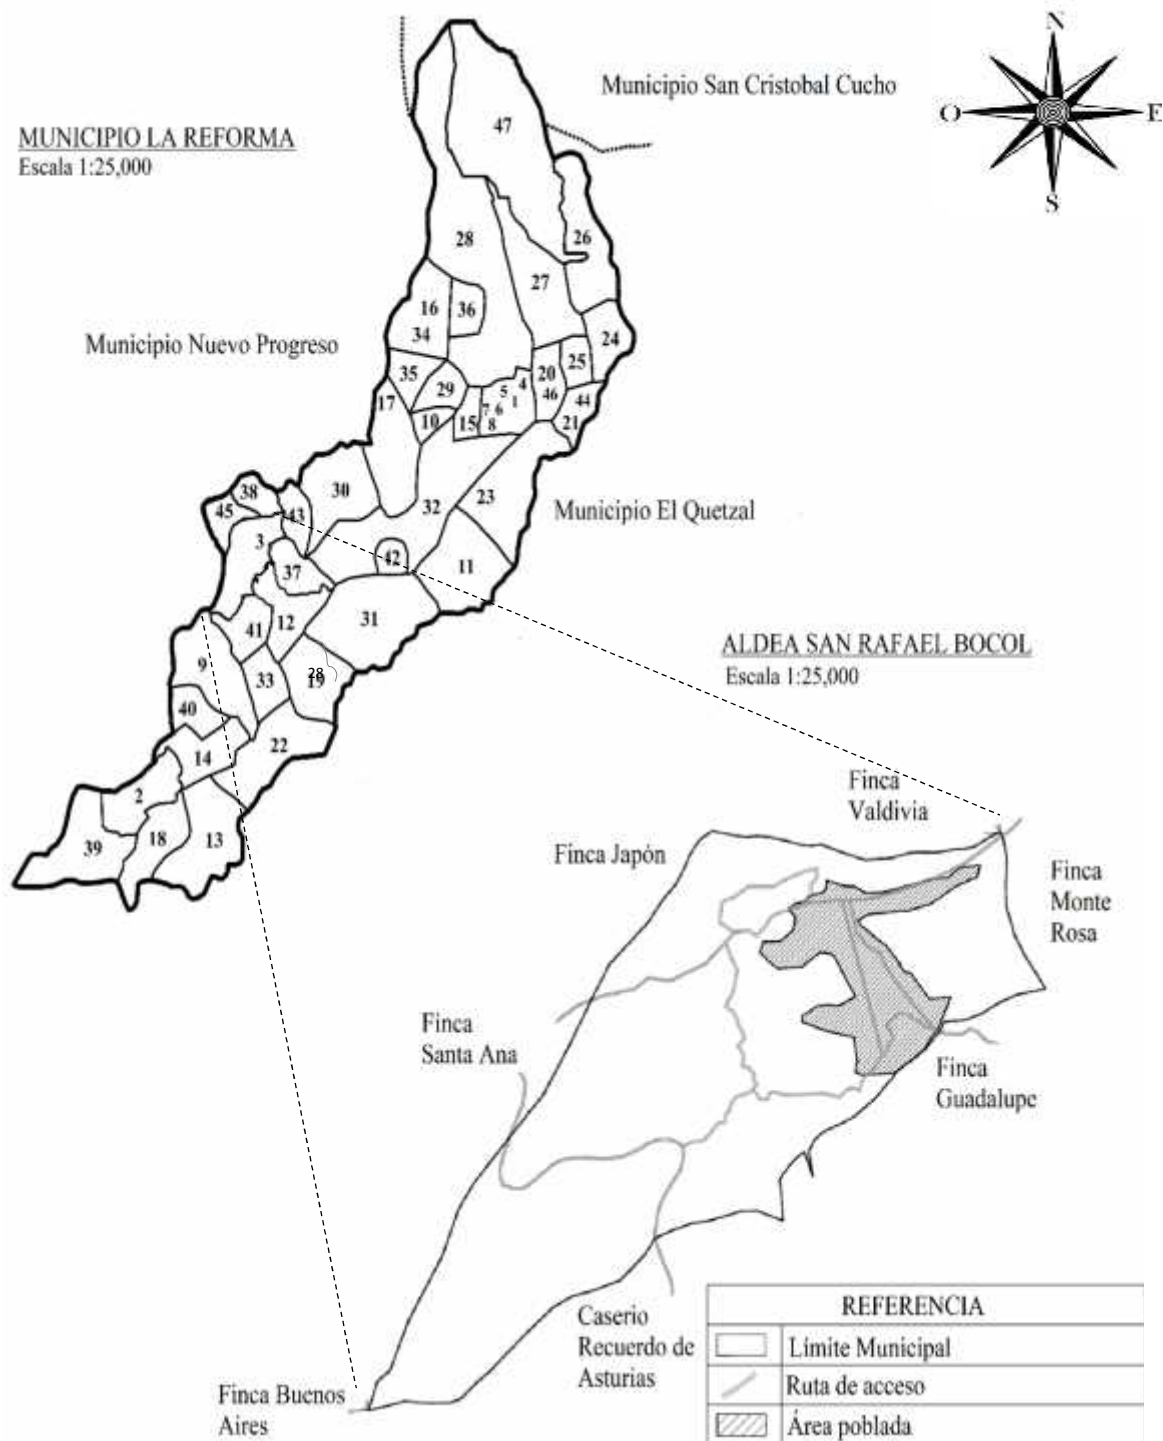 N
Municipio San Cristobal Cucho
O
E
S
MUNICIPIO LA REFORMA
Escala 1:25,000
47
28
26
27
16
36
34
24
Municipio Nuevo Progreso
35
29
20
25
4
5
46
44
17
10
15
7
6
1
8
21
38
30
45
43
32
23
Municipio El Quetzal
3
42
11
37
12
31
41
9
33
28
19
ALDEA SAN RAFAEL BOCOL
Escala 1:25,000
40
14
22
2
18
13
39
Finca
Valdivia
Finca Japón
Finca
Monte
Rosa
Finca
Santa Ana
Finca
Guadalupe
Caserio
Recuerdo de
Asturias
Finca Buenos
Aires
REFERENCIA
Límite Municipal
Ruta de acceso
Área poblada